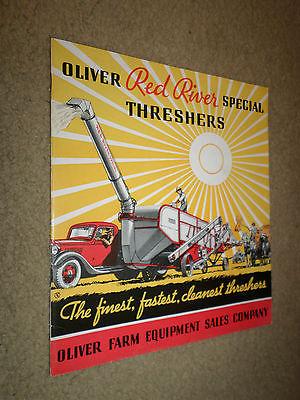 OLIVER Red River SPECIAL
THRESHERS
The finest, fastest, cleanest threshers
OLIVER FARM EQUIPMENT SALES COMPANY